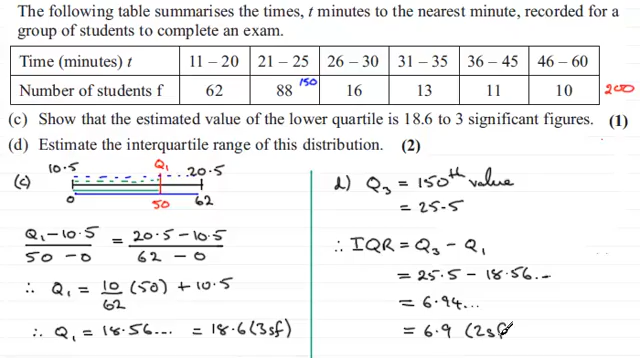 The following table summarises the times, t minutes to the nearest minute, recorded for a
group of students to complete an exam.
Time (minutes) t 11 – 20 21 – 25 26 – 30 31 – 35 36 – 45 46 – 60
Number of students f 62 88 150 16 13 11 10 200
(c) Show that the estimated value of the lower quartile is 18.6 to 3 significant figures. (1)
(d) Estimate the interquartile range of this distribution. (2)
(c) 10.5 Q₁ 20.5
0 50 62
Q₁ – 10.5 / 50 – 0 = 20.5 – 10.5 / 62 – 0
∴ Q₁ = 10/62 (50) + 10.5
∴ Q₁ = 18.56... = 18.6 (3sf)
d) Q₃ = 150th value
= 25.5
∴ IQR = Q₃ – Q₁
= 25.5 – 18.56...
= 6.94...
= 6.9 (2sf